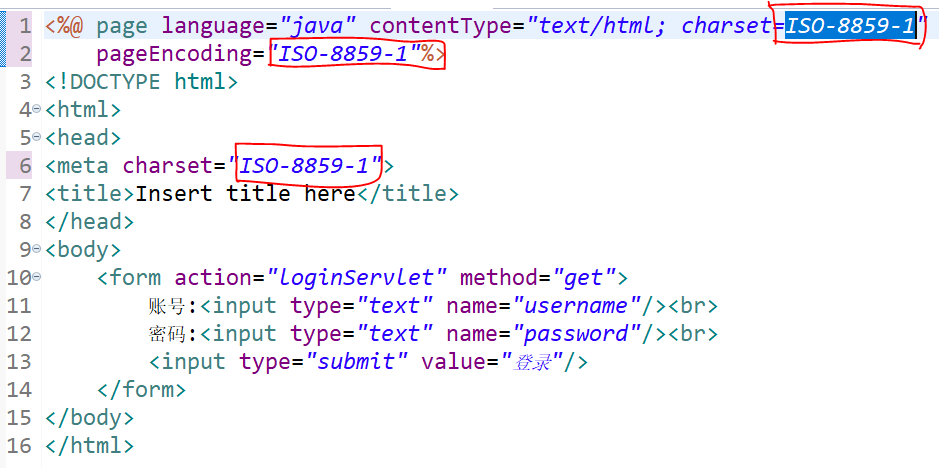 1 <%@ page language="java" contentType="text/html; charset=ISO-8859-1"
2 pageEncoding="ISO-8859-1"%>
3 <!DOCTYPE html>
4 <html>
5 <head>
6 <meta charset="ISO-8859-1">
7 <title>Insert title here</title>
8 </head>
9 <body>
10 <form action="loginServlet" method="get">
11 账号:<input type="text" name="username"/><br>
12 密码:<input type="text" name="password"/><br>
13 <input type="submit" value="登录"/>
14 </form>
15 </body>
16 </html>